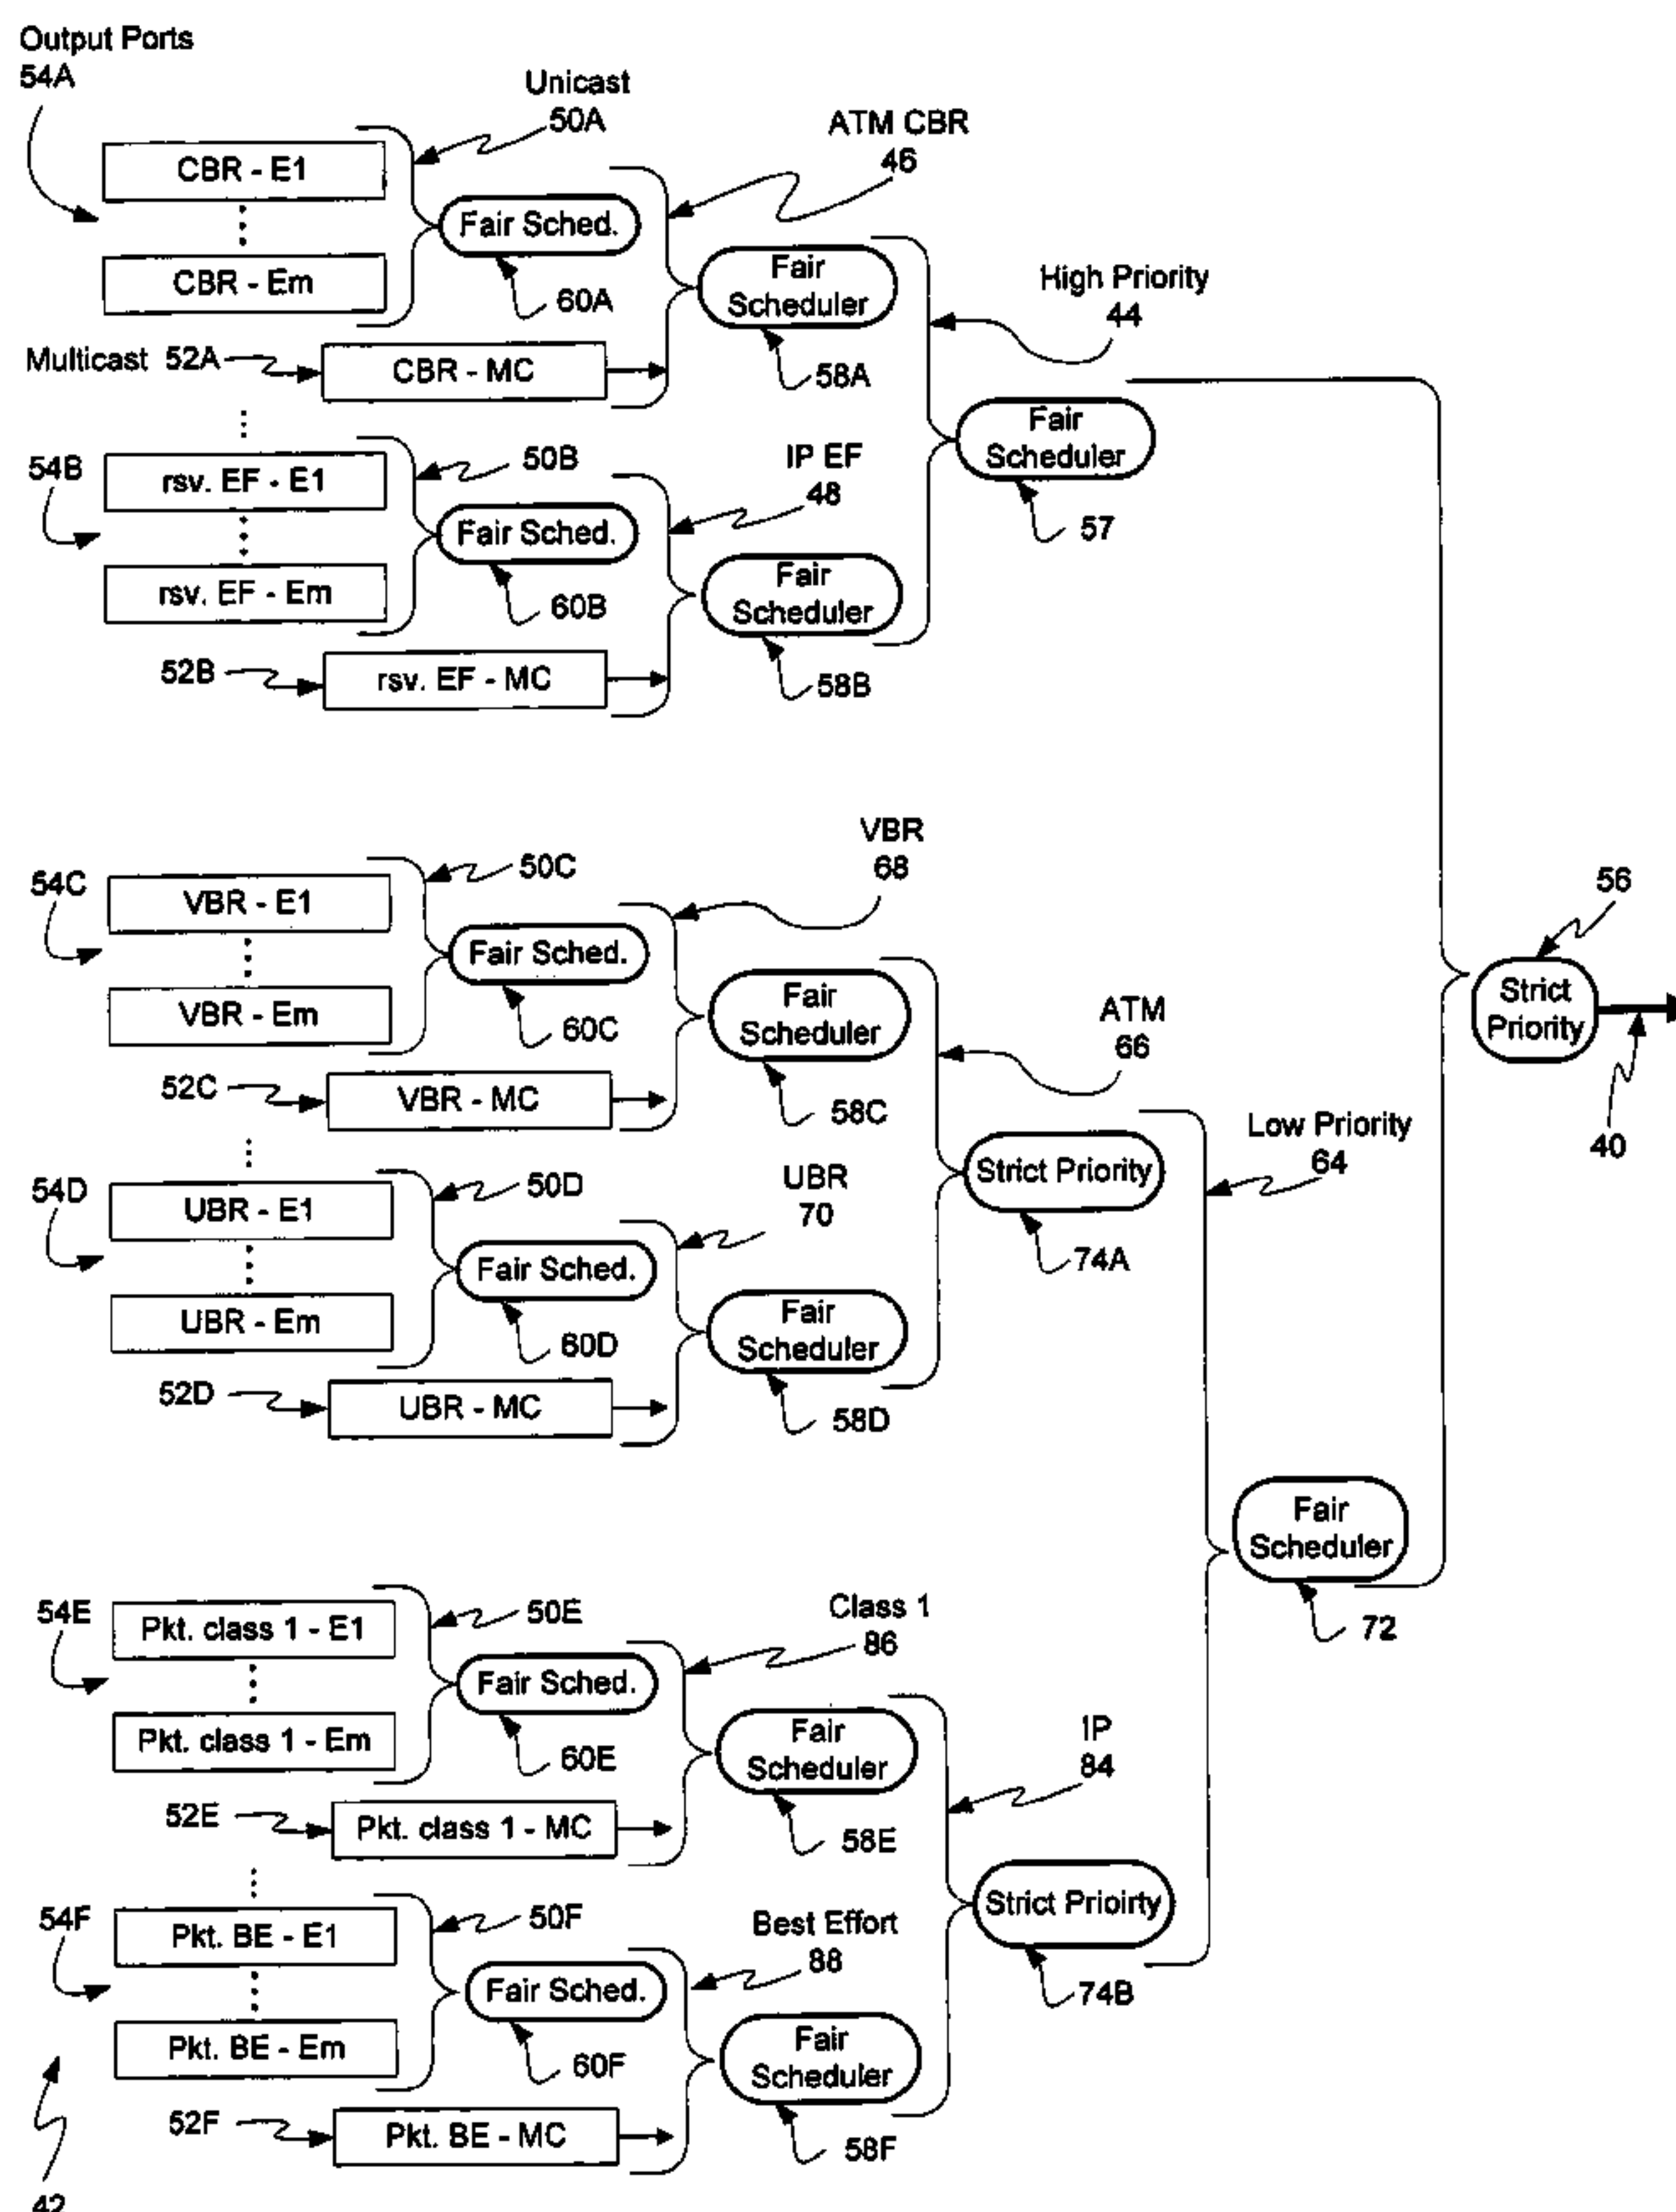 Output Ports
54A
Unicast
50A
ATM CBR
46
CBR - E1
Fair Sched.
CBR - Em
60A
Fair
Scheduler
High Priority
44
Multicast 52A
CBR - MC
58A
Fair
Scheduler
57
54B
rsv. EF - E1
50B
IP EF
48
Fair Sched.
rsv. EF - Em
60B
Fair
Scheduler
52B
rsv. EF - MC
58B
VBR
68
54C
VBR - E1
50C
Fair Sched.
VBR - Em
60C
Fair
Scheduler
ATM
66
56
Strict
Priority
40
52C
VBR - MC
58C
Low Priority
64
Strict Priority
74A
54D
UBR - E1
50D
UBR
70
Fair Sched.
UBR - Em
60D
Fair
Scheduler
52D
UBR - MC
58D
Fair
Scheduler
72
54E
Pkt. class 1 - E1
50E
Class 1
86
Fair Sched.
Pkt. class 1 - Em
60E
Fair
Scheduler
IP
84
52E
Pkt. class 1 - MC
58E
Strict Prioirty
74B
54F
Pkt. BE - E1
50F
Best Effort
88
Fair Sched.
Pkt. BE - Em
60F
Fair
Scheduler
52F
Pkt. BE - MC
58F
42